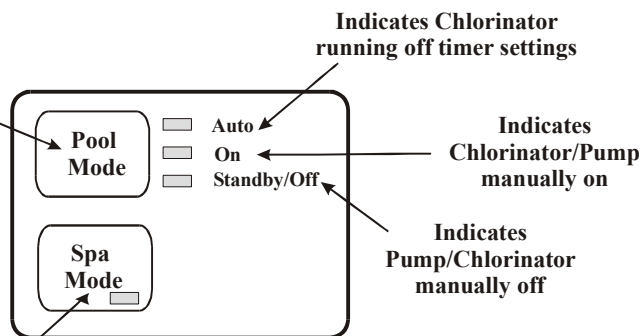 Indicates Chlorinator
running off timer settings
Pool
Mode
Auto
On
Standby/Off
Indicates
Chlorinator/Pump
manually on
Spa
Mode
Indicates
Pump/Chlorinator
manually off